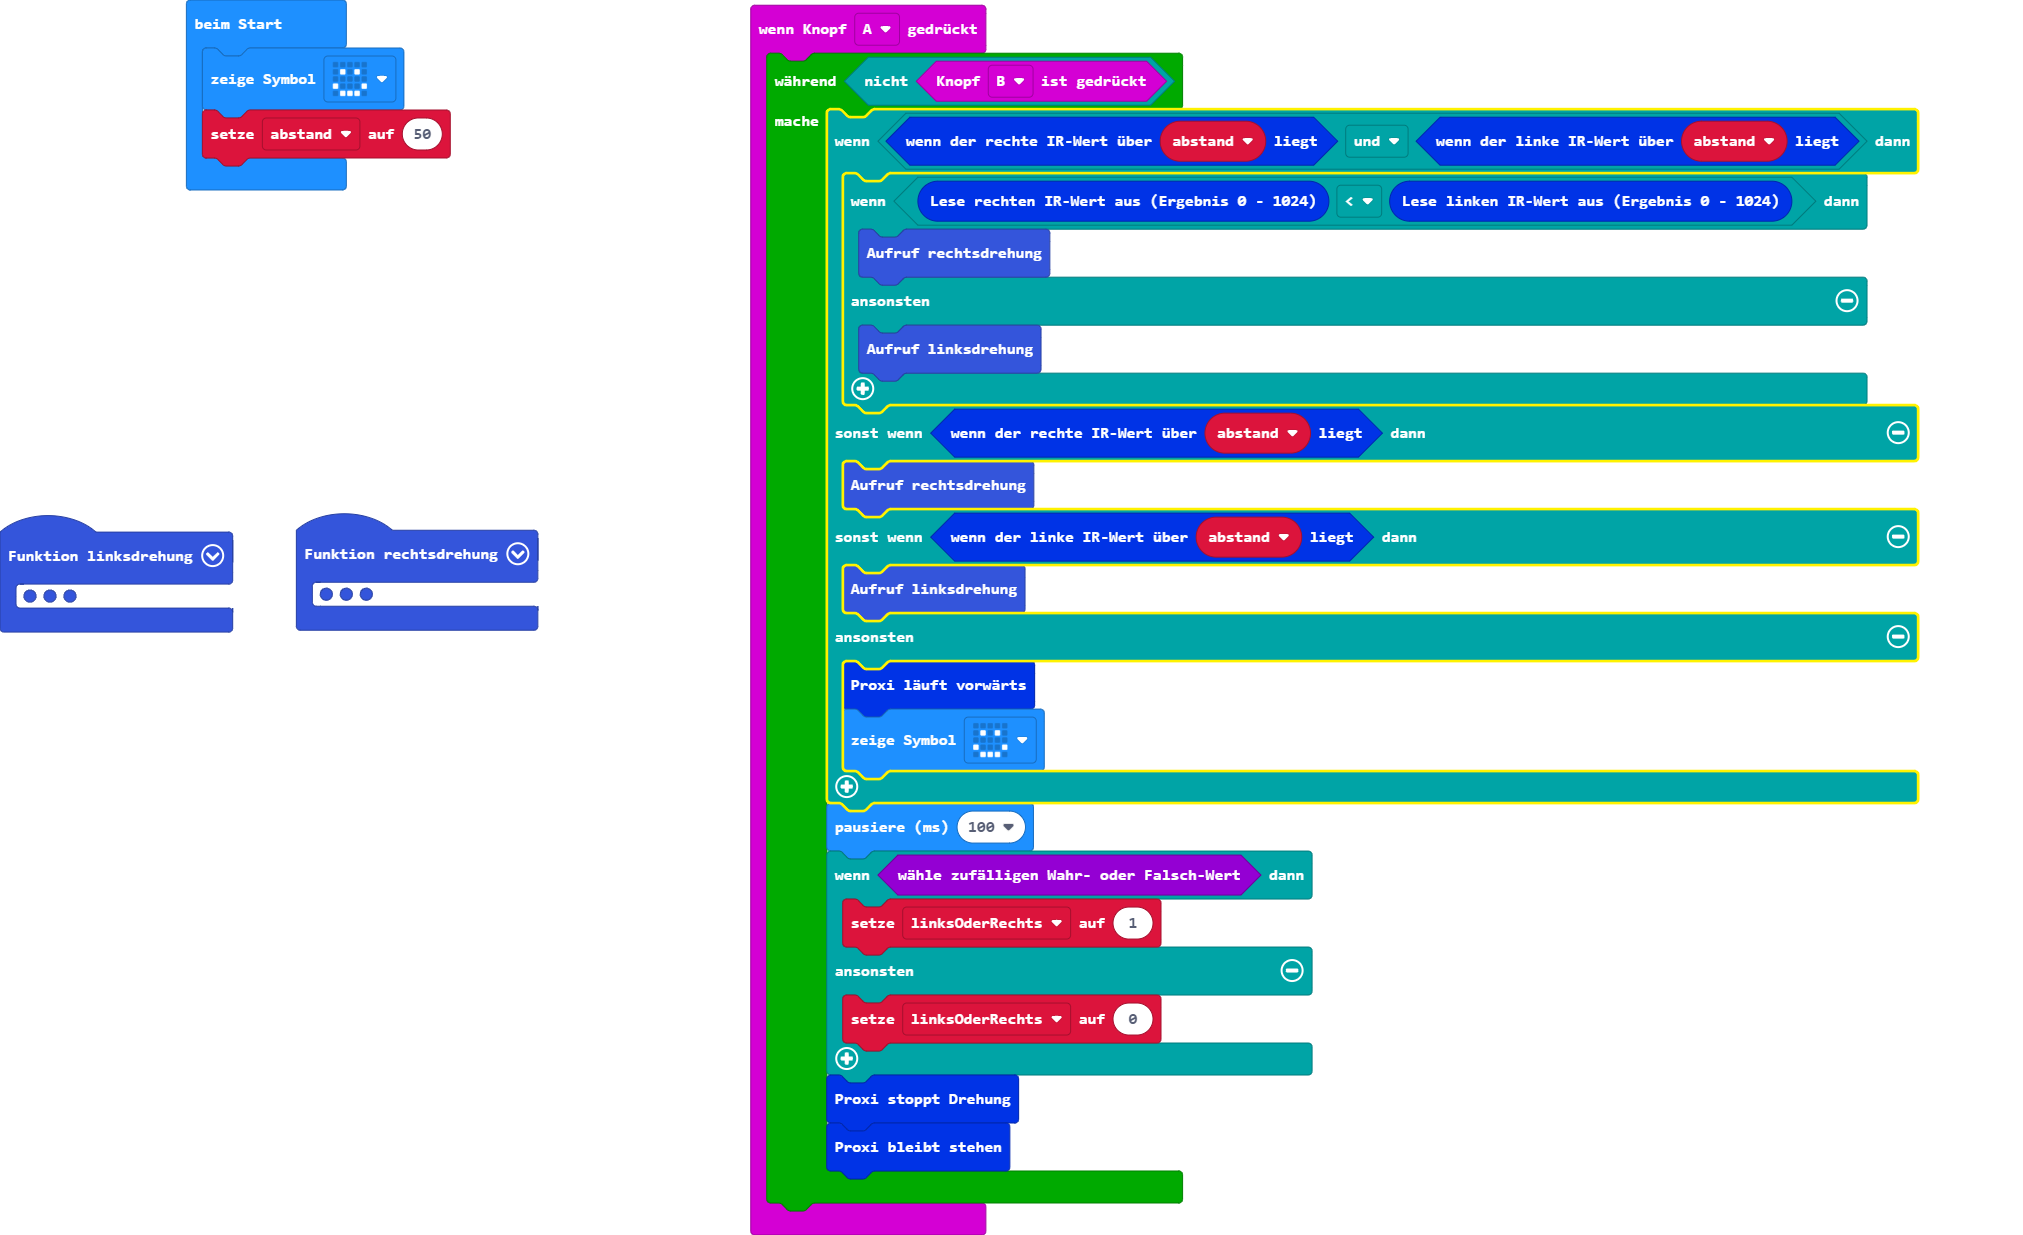 beim Start
zeige Symbol
setze abstand auf 50
Funktion linksdrehung
Funktion rechtsdrehung
wenn Knopf A gedrückt
während nicht Knopf B ist gedrückt
mache
wenn wenn der rechte IR-Wert über abstand liegt und wenn der linke IR-Wert über abstand liegt dann
wenn Lese rechten IR-Wert aus (Ergebnis 0 - 1024) < Lese linken IR-Wert aus (Ergebnis 0 - 1024) dann
Aufruf rechtsdrehung
ansonsten
Aufruf linksdrehung
sonst wenn wenn der rechte IR-Wert über abstand liegt dann
Aufruf rechtsdrehung
sonst wenn wenn der linke IR-Wert über abstand liegt dann
Aufruf linksdrehung
ansonsten
Proxi läuft vorwärts
zeige Symbol
pausiere (ms) 100
wenn wähle zufälligen Wahr- oder Falsch-Wert dann
setze linksOderRechts auf 1
ansonsten
setze linksOderRechts auf 0
Proxi stoppt Drehung
Proxi bleibt stehen